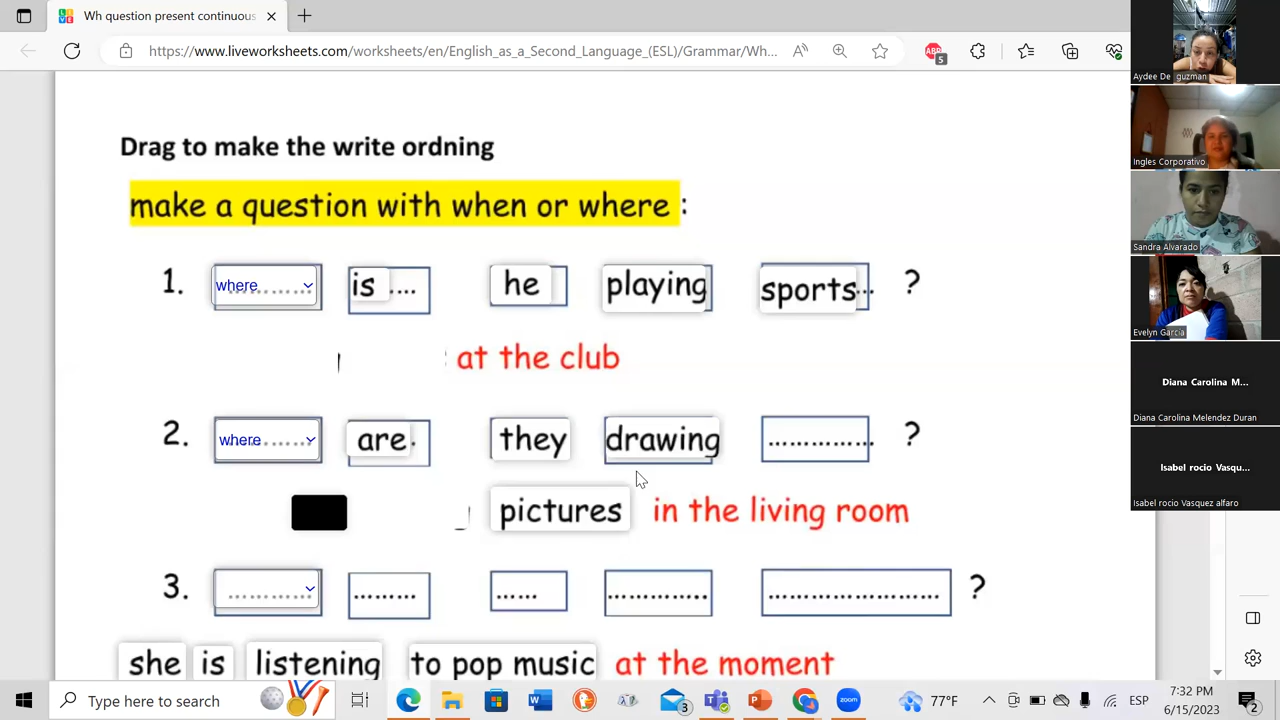 Wh question present continuous
https://www.liveworksheets.com/worksheets/en/English_as_a_Second_Language_(ESL)/Grammar/Wh...
5
Aydee De guzman
Ingles Corporativo
Sandra Alvarado
Evelyn García
Diana Carolina M...
Diana Carolina Melendez Duran
Isabel rocio Vasqu...
Isabel rocio Vasquez alfaro
Drag to make the write ordning
make a question with when or where :
1. where is he playing sports ?
at the club
2. where are they drawing ............... ?
pictures in the living room
3. ............ ......... ...... ............. ........................ ?
she is listening to pop music at the moment
Type here to search
3
77°F
ESP
7:32 PM
6/15/2023
2